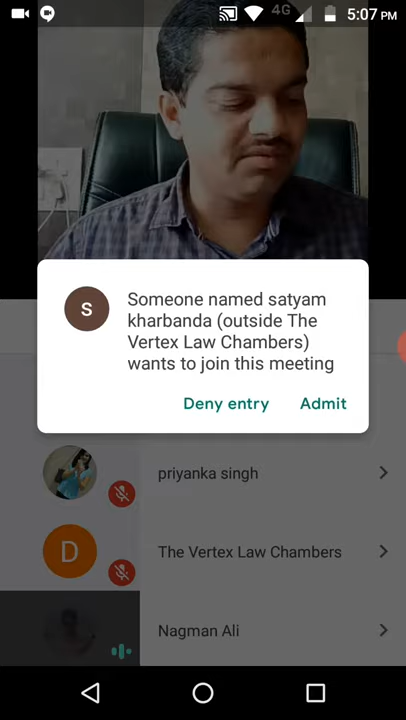 4G 5:07 PM
S
Someone named satyam
kharbanda (outside The
Vertex Law Chambers)
wants to join this meeting
Deny entry Admit
priyanka singh
D The Vertex Law Chambers
Nagman Ali